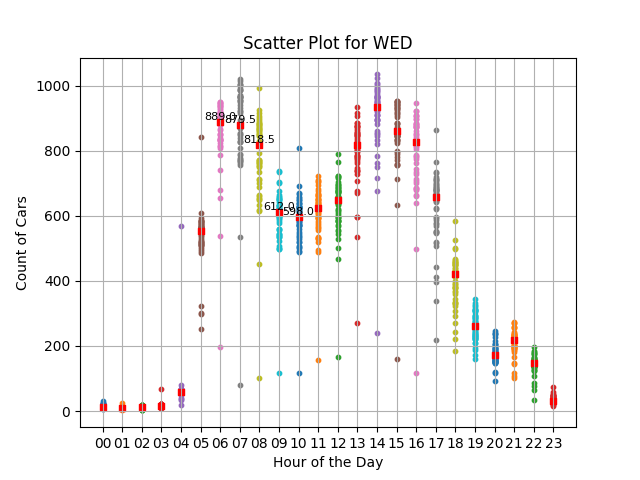 Scatter Plot for WED
Count of Cars
1000
800
600
400
200
0
889.0
879.5
818.5
612.0
598.0
00 01 02 03 04 05 06 07 08 09 10 11 12 13 14 15 16 17 18 19 20 21 22 23
Hour of the Day